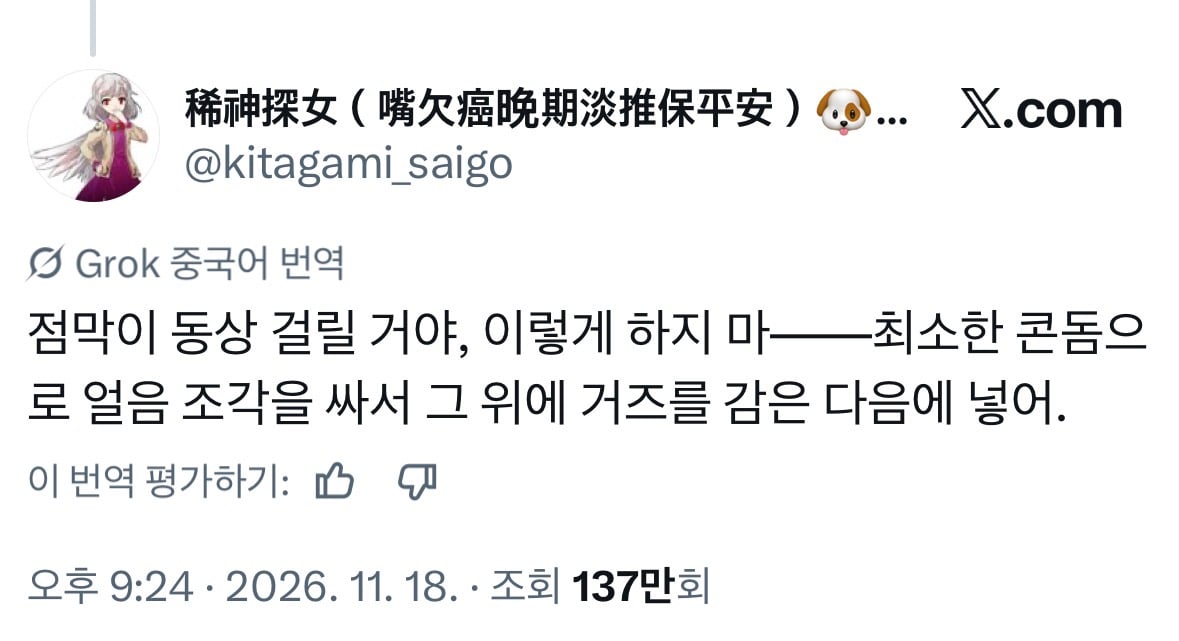 稀神探女（嘴欠癌晚期淡推保平安）🐶... X.com
@kitagami_saigo
Grok 중국어 번역
점막이 동상 걸릴 거야, 이렇게 하지 마——최소한 콘돔으
로 얼음 조각을 싸서 그 위에 거즈를 감은 다음에 넣어.
이 번역 평가하기:
오후 9:24 · 2026. 11. 18. · 조회 137만회